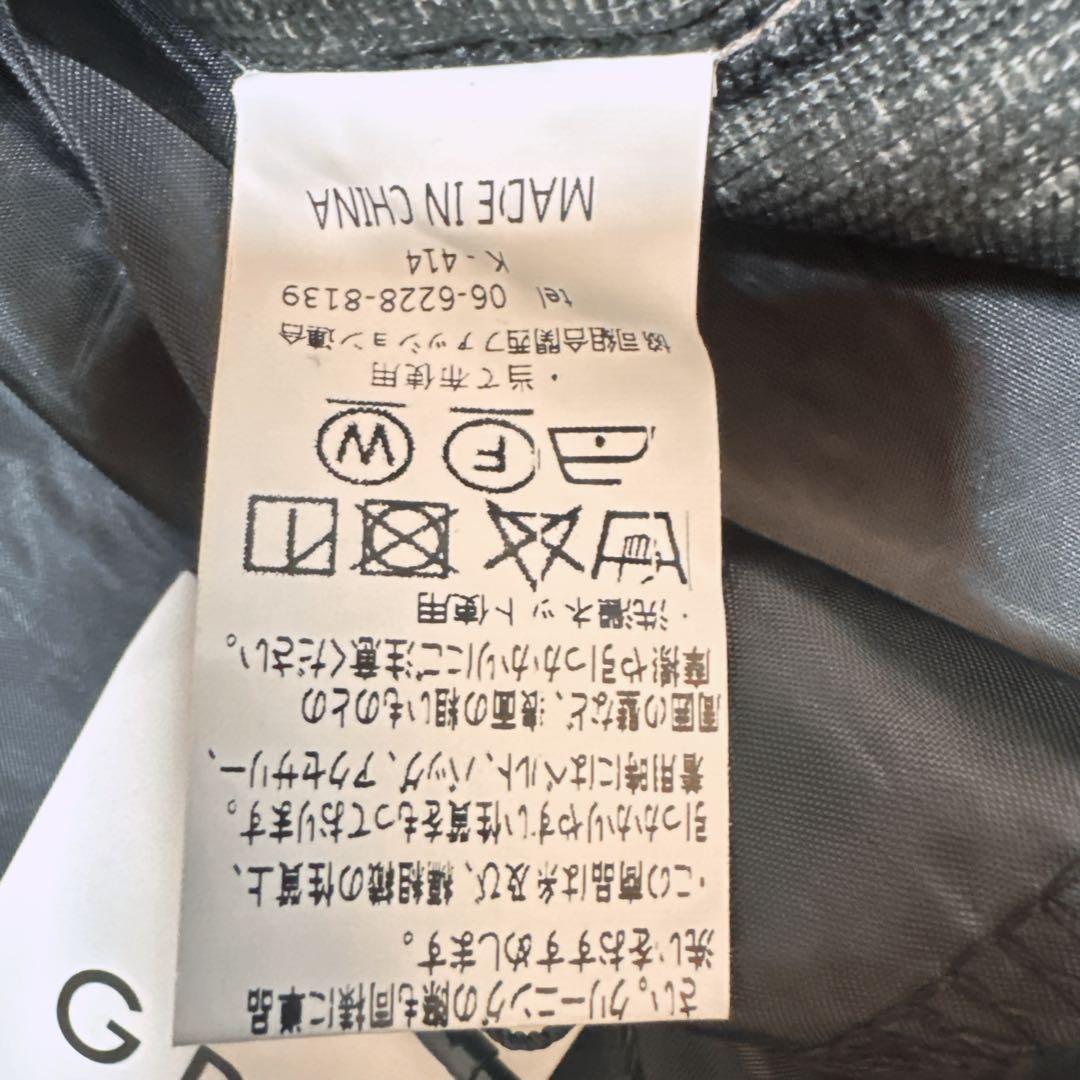 さい。クリーニングの際も同様に単品
洗いをおすすめします。
・この商品は糸及び、編組織の性質上、
引っかかりやすい性質をもっております。
着用時にはベルト、バッグ、アクセサリー、
周囲の壁など、表面の粗いものとの
摩擦や引っかかりにご注意ください。
・洗濯ネット使用
F
W
・当て布使用
協同組合関西ファッション連合
tel 06-6228-8139
K-414
MADE IN CHINA
G